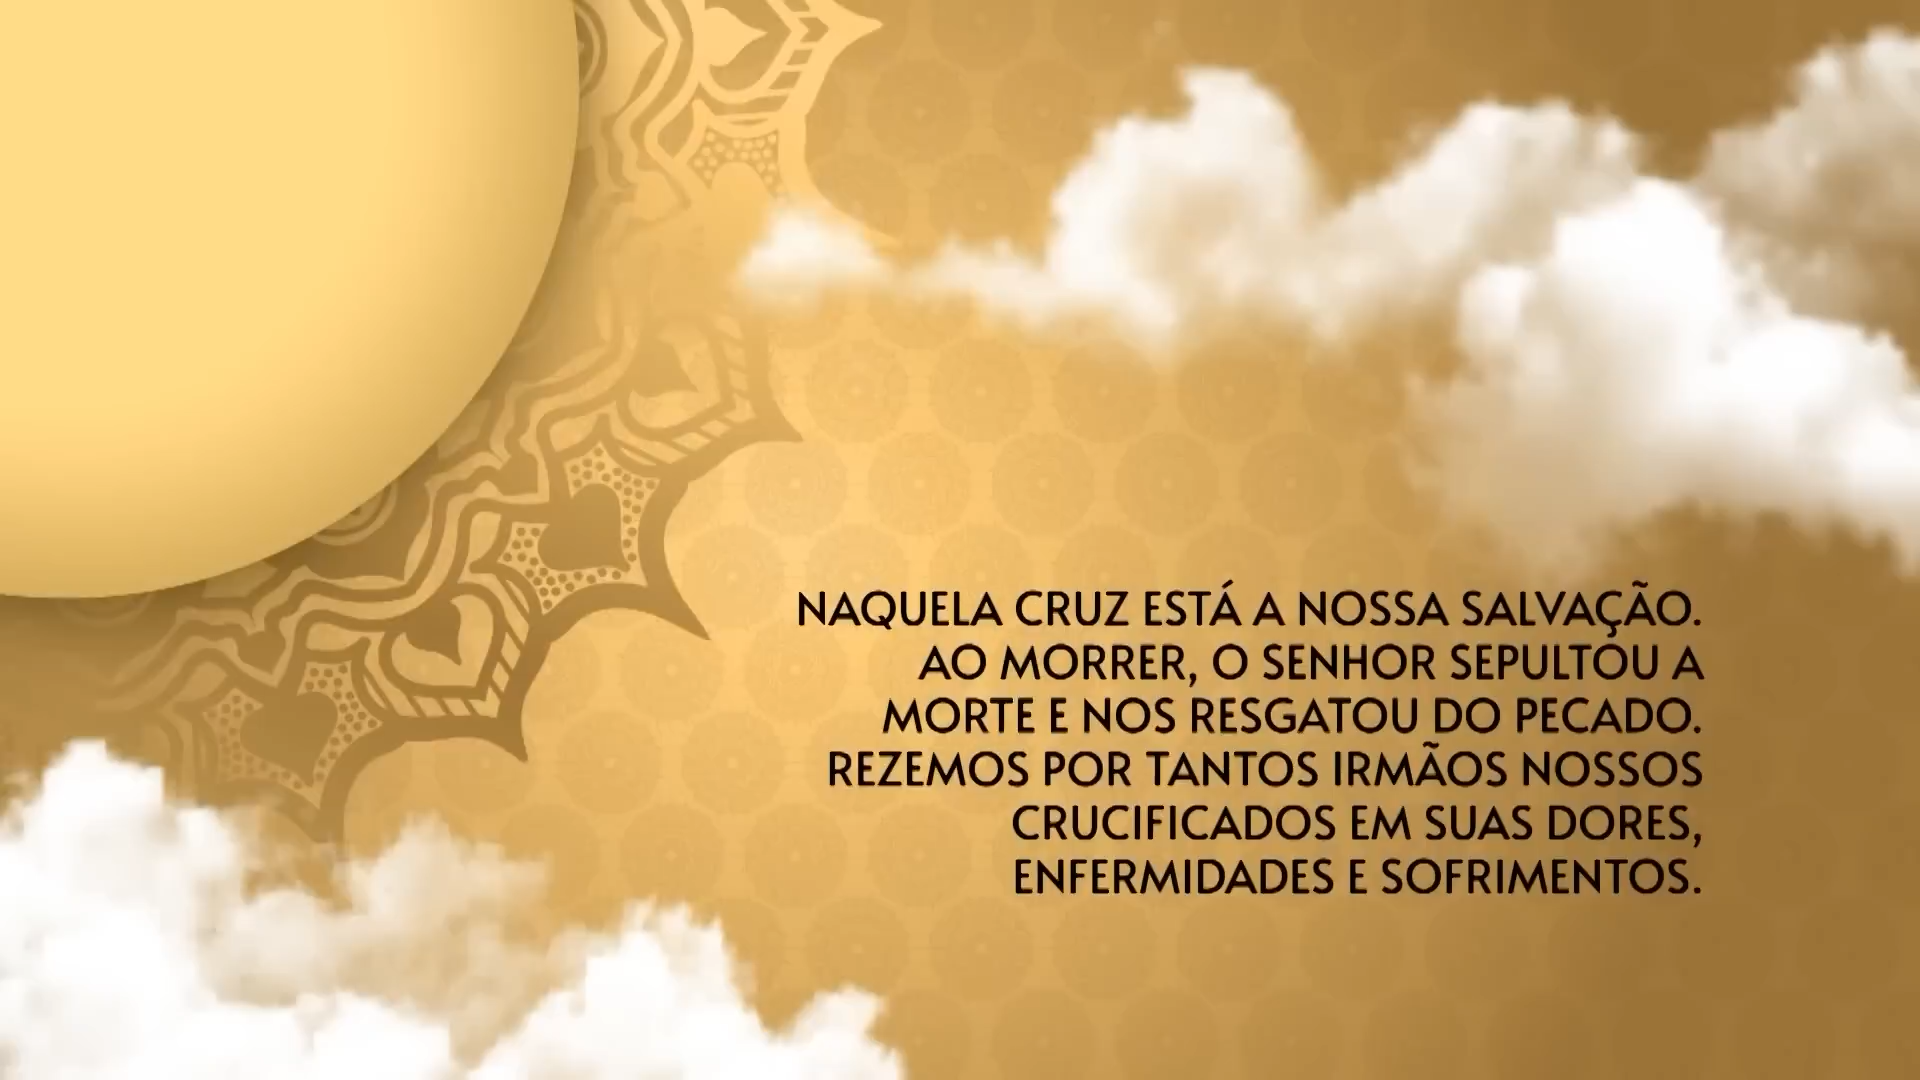 NAQUELA CRUZ ESTÁ A NOSSA SALVAÇÃO.
AO MORRER, O SENHOR SEPULTOU A
MORTE E NOS RESGATOU DO PECADO.
REZEMOS POR TANTOS IRMÃOS NOSSOS
CRUCIFICADOS EM SUAS DORES,
ENFERMIDADES E SOFRIMENTOS.